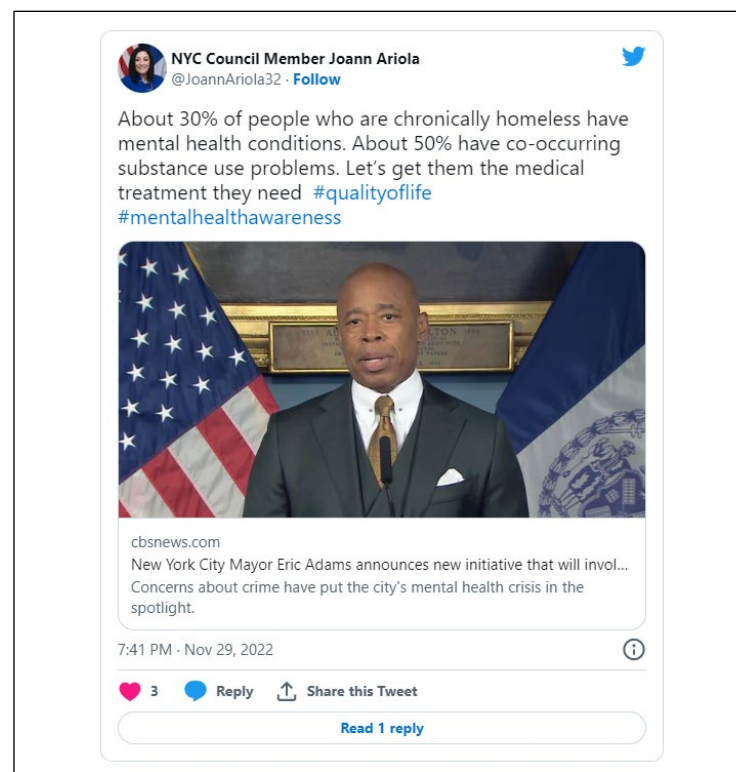 NYC Council Member Joann Ariola
@JoannAriola32 · Follow
About 30% of people who are chronically homeless have
mental health conditions. About 50% have co-occurring
substance use problems. Let’s get them the medical
treatment they need #qualityoflife
#mentalhealthawareness
cbsnews.com
New York City Mayor Eric Adams announces new initiative that will invol...
Concerns about crime have put the city's mental health crisis in the
spotlight.
7:41 PM · Nov 29, 2022
3 Reply Share this Tweet
Read 1 reply